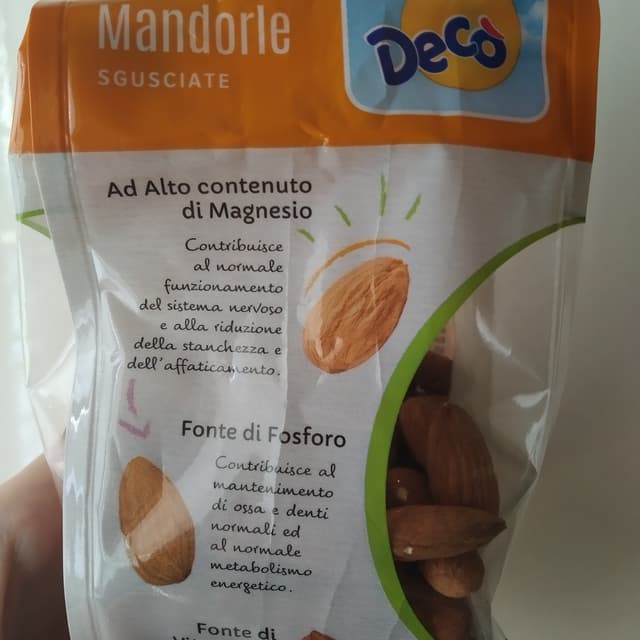 Mandorle
SGUSCIATE
Decò
Ad Alto contenuto
di Magnesio
Contribuisce
al normale
funzionamento
del sistema nervoso
e alla riduzione
della stanchezza e
dell'affaticamento.
Fonte di Fosforo
Contribuisce al
mantenimento
di ossa e denti
normali ed
al normale
metabolismo
energetico.
Fonte di